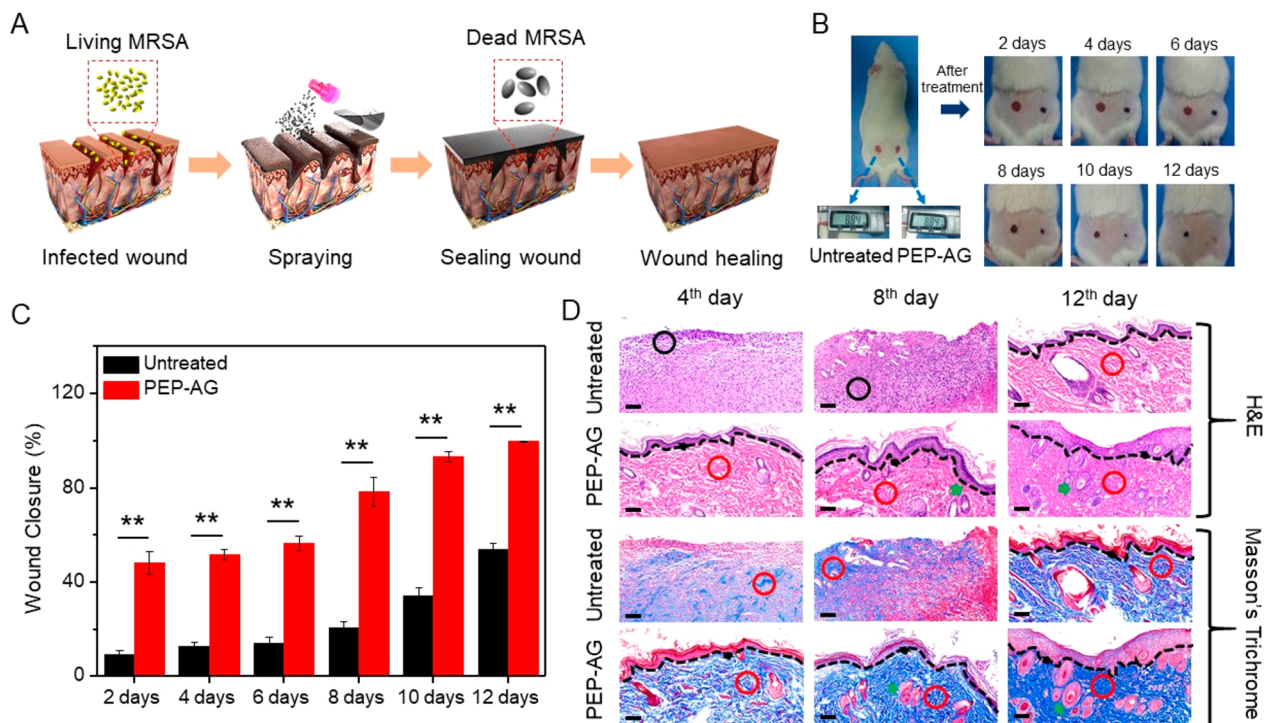 A
Living MRSA
Dead MRSA
Infected wound
Spraying
Sealing wound
Wound healing
B
After
treatment
2 days
4 days
6 days
8 days
10 days
12 days
Untreated PEP-AG
C
Wound Closure (%)
Untreated
PEP-AG
120
80
40
0
**
**
**
**
**
**
2 days
4 days
6 days
8 days
10 days
12 days
D
4th day
8th day
12th day
Untreated
PEP-AG
H&E
Untreated
PEP-AG
Masson's Trichrome